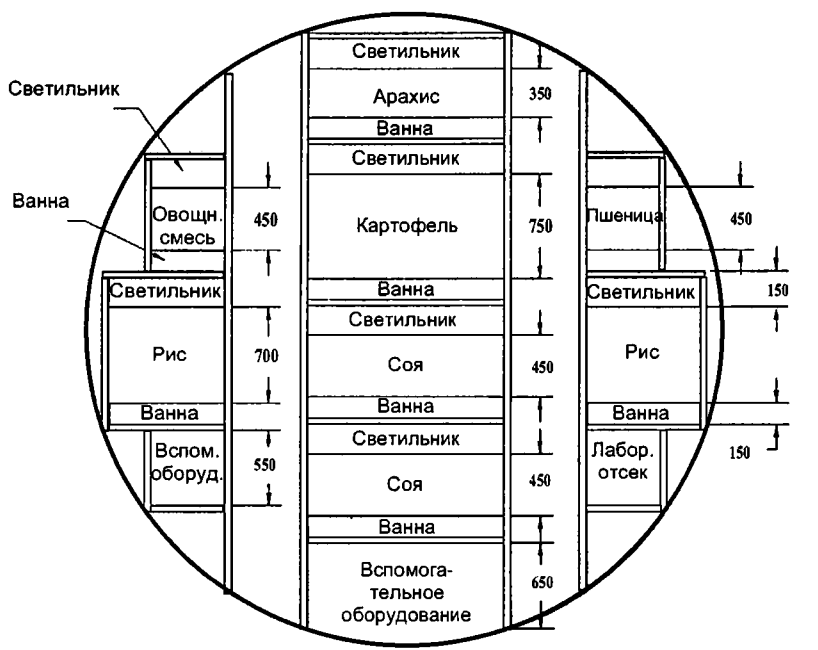 Светильник
Ванна
Овощн.
смесь
450
Светильник
Рис
700
Ванна
Вспом.
оборуд.
550
Светильник
Арахис
350
Ванна
Светильник
Картофель
750
Ванна
Светильник
Соя
450
Ванна
Светильник
Соя
450
Ванна
Вспомога-
тельное
оборудование
650
Пшеница
450
150
Светильник
Рис
Ванна
150
Лабор.
отсек